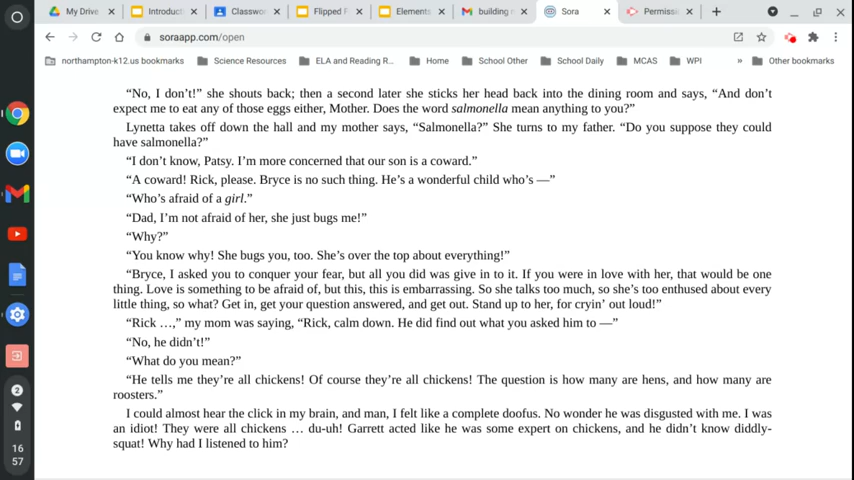 My Drive
Introduct
Classwo
Flipped F
Elements
building n
Sora
Permissi
soraapp.com/open
northampton-k12.us bookmarks
Science Resources
ELA and Reading R...
Home
School Other
School Daily
MCAS
WPI
»
Other bookmarks
“No, I don’t!” she shouts back; then a second later she sticks her head back into the dining room and says, “And don’t
expect me to eat any of those eggs either, Mother. Does the word salmonella mean anything to you?”
Lynetta takes off down the hall and my mother says, “Salmonella?” She turns to my father. “Do you suppose they could
have salmonella?”
“I don’t know, Patsy. I’m more concerned that our son is a coward.”
“A coward! Rick, please. Bryce is no such thing. He’s a wonderful child who’s —”
“Who’s afraid of a girl.”
“Dad, I’m not afraid of her, she just bugs me!”
“Why?”
“You know why! She bugs you, too. She’s over the top about everything!”
“Bryce, I asked you to conquer your fear, but all you did was give in to it. If you were in love with her, that would be one
thing. Love is something to be afraid of, but this, this is embarrassing. So she talks too much, so she’s too enthused about every
little thing, so what? Get in, get your question answered, and get out. Stand up to her, for cryin’ out loud!”
“Rick …,” my mom was saying, “Rick, calm down. He did find out what you asked him to —”
“No, he didn’t!”
“What do you mean?”
“He tells me they’re all chickens! Of course they’re all chickens! The question is how many are hens, and how many are
roosters.”
I could almost hear the click in my brain, and man, I felt like a complete doofus. No wonder he was disgusted with me. I was
an idiot! They were all chickens … du-uh! Garrett acted like he was some expert on chickens, and he didn’t know diddly-
squat! Why had I listened to him?
2
16
57